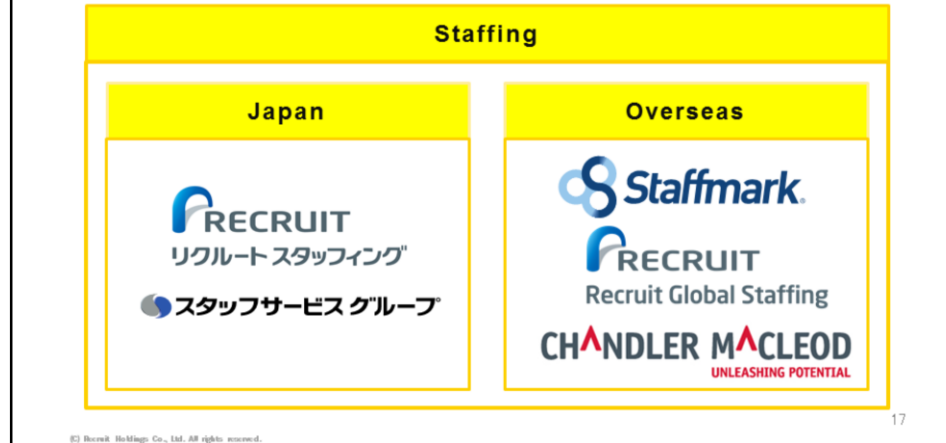 Staffing
Japan
RECRUIT
リクルート スタッフィング
スタッフサービス グループ
Overseas
Staffmark.
RECRUIT
Recruit Global Staffing
CHANDLER MACLEOD
UNLEASHING POTENTIAL
17
(C) Recruit Holdings Co., Ltd. All rights reserved.